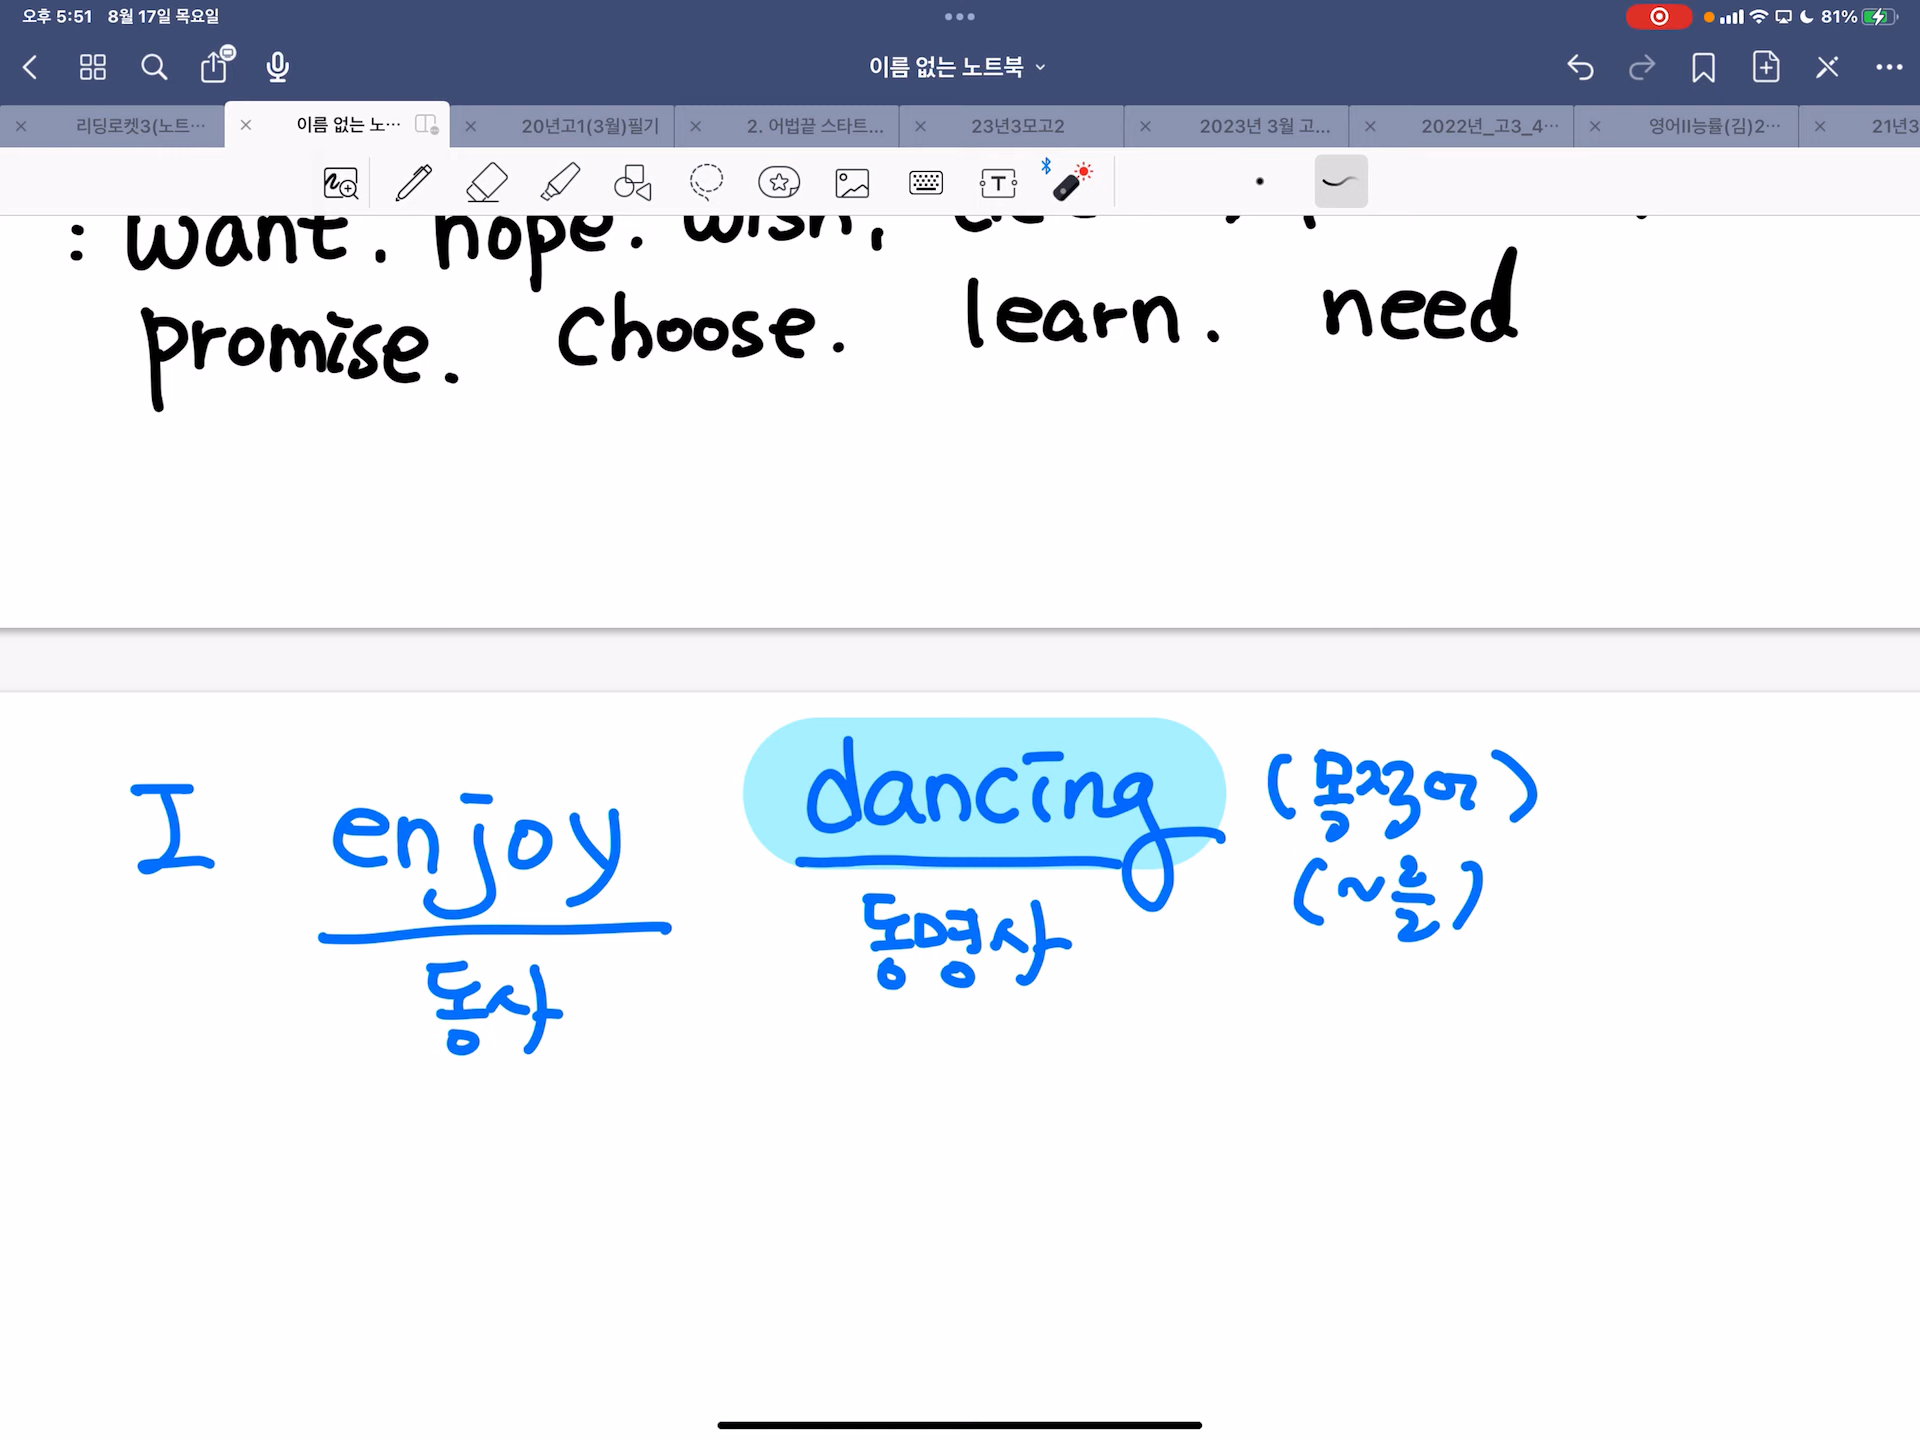 오후 5:51 8월 17일 목요일
81%
이름 없는 노트북
리딩로켓3(노트…
이름 없는 노…
20년고1(3월)필기
2. 어법끝 스타트...
23년3모고2
2023년 3월 고...
2022년_고3_4…
영어II능률(김)2…
21년3
: want. hope. wish,
promise. choose. learn. need
I enjoy dancing (목적어)
(~를)
동명사
동사